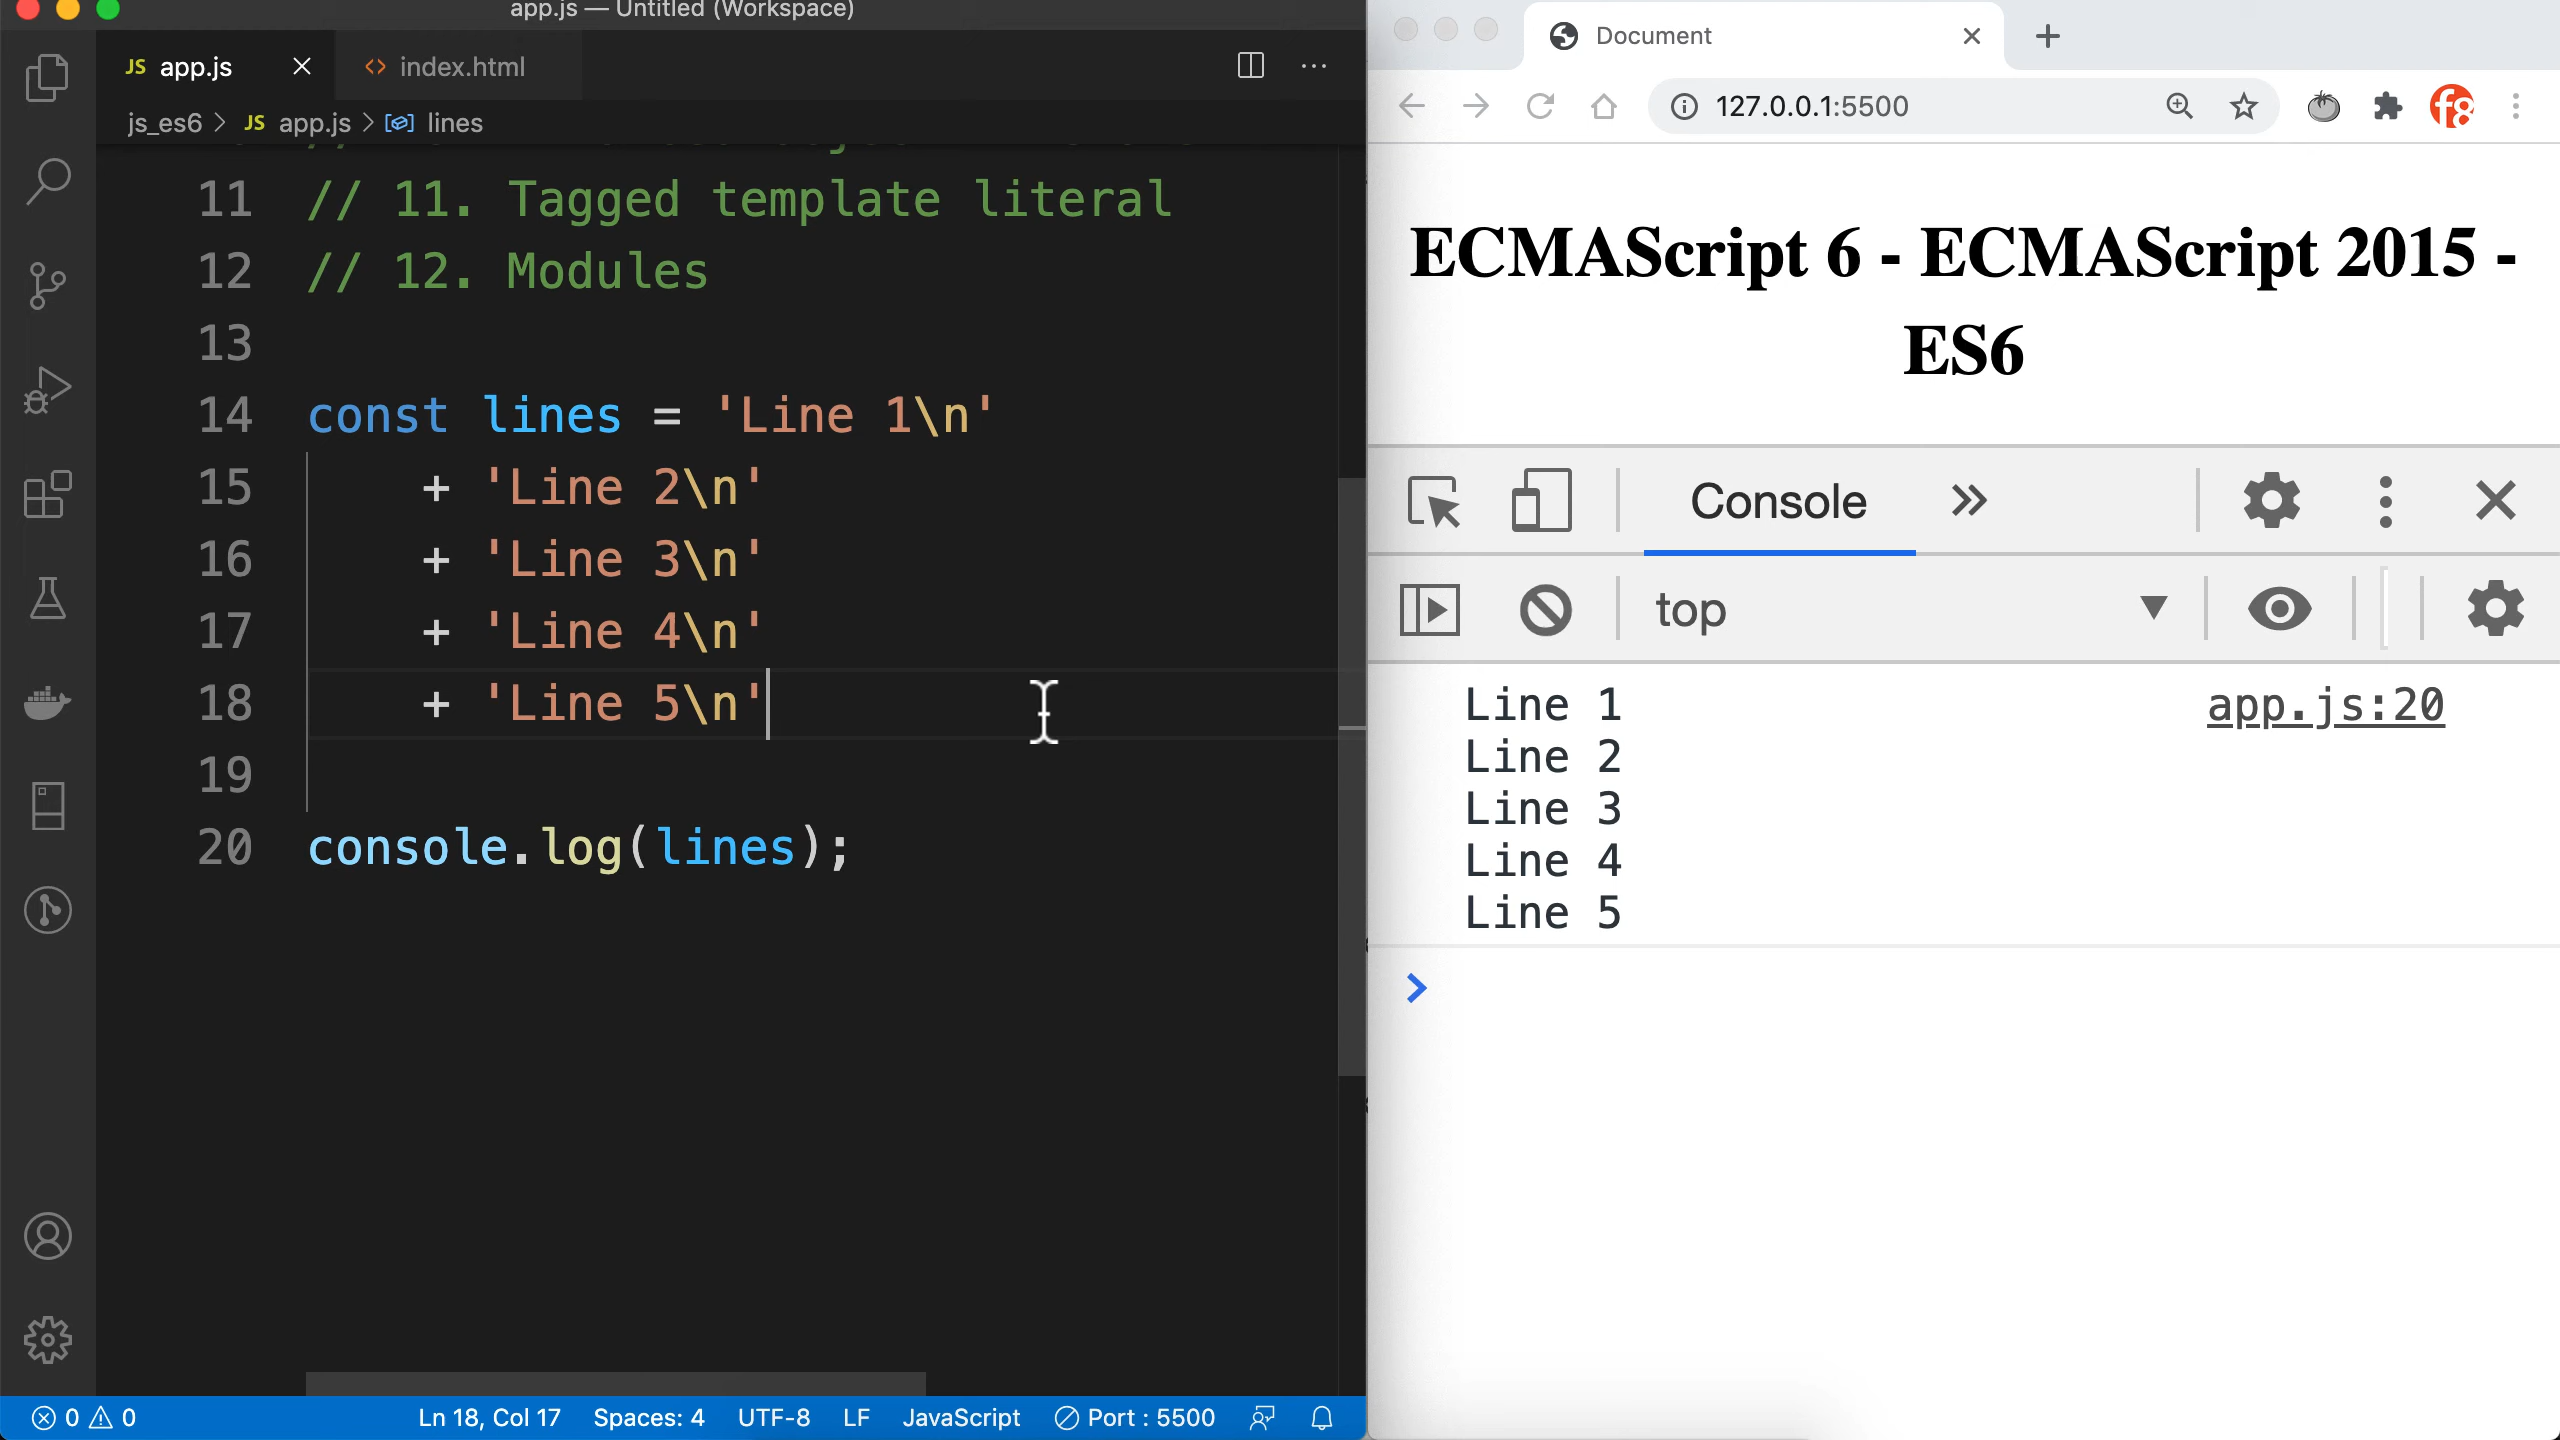 app.js — Untitled (Workspace)
JS app.js
index.html
js_es6 > JS app.js > lines
11 // 11. Tagged template literal
12 // 12. Modules
13
14 const lines = 'Line 1\n'
15 + 'Line 2\n'
16 + 'Line 3\n'
17 + 'Line 4\n'
18 + 'Line 5\n'
19
20 console.log(lines);
0 0 Ln 18, Col 17 Spaces: 4 UTF-8 LF JavaScript Port : 5500
Document
127.0.0.1:5500
f8
ECMAScript 6 - ECMAScript 2015 -
ES6
Console
top
Line 1 app.js:20
Line 2
Line 3
Line 4
Line 5